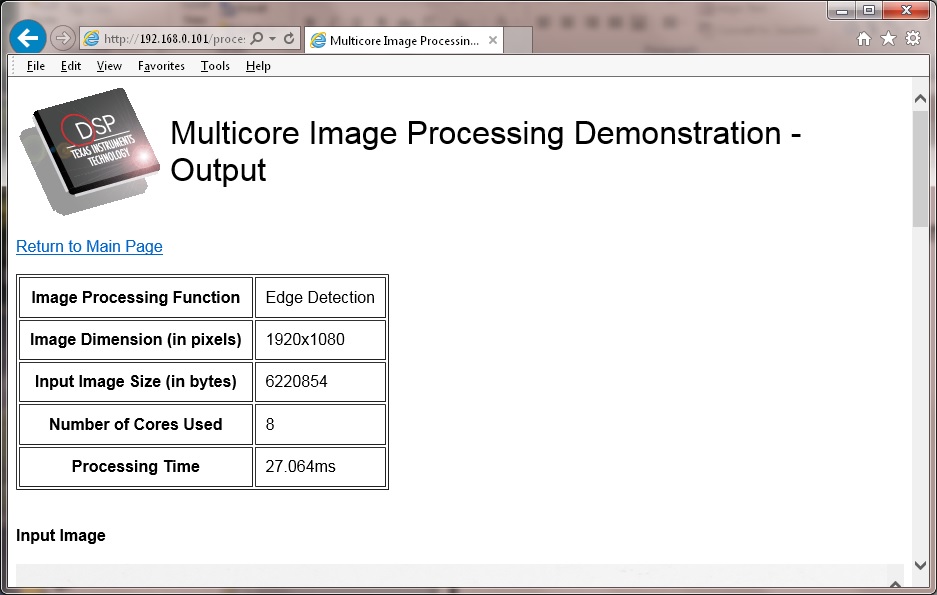 http://192.168.0.101/proce
Multicore Image Processin...
File Edit View Favorites Tools Help
DSP
TEXAS INSTRUMENTS
TECHNOLOGY
Multicore Image Processing Demonstration -
Output
Return to Main Page
Image Processing Function Edge Detection
Image Dimension (in pixels) 1920x1080
Input Image Size (in bytes) 6220854
Number of Cores Used 8
Processing Time 27.064ms
Input Image